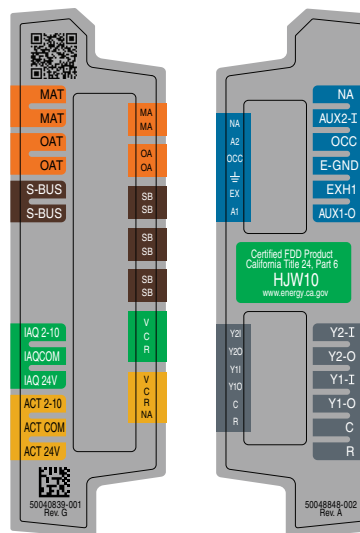 MAT
MAT
OAT
OAT
S-BUS
S-BUS
IAQ 2-10
IAQCOM
IAQ 24V
ACT 2-10
ACT COM
ACT 24V
MA
MA
OA
OA
SB
SB
SB
SB
SB
SB
V
C
R
V
C
R
NA
50040839-001
Rev. G
NA
A2
OCC
EX
A1
NA
AUX2-I
OCC
E-GND
EXH1
AUX1-O
Certified FDD Product
California Title 24, Part 6
HJW10
www.energy.ca.gov
Y2I
Y2O
Y1I
Y1O
C
R
Y2-I
Y2-O
Y1-I
Y1-O
C
R
50048848-002
Rev. A